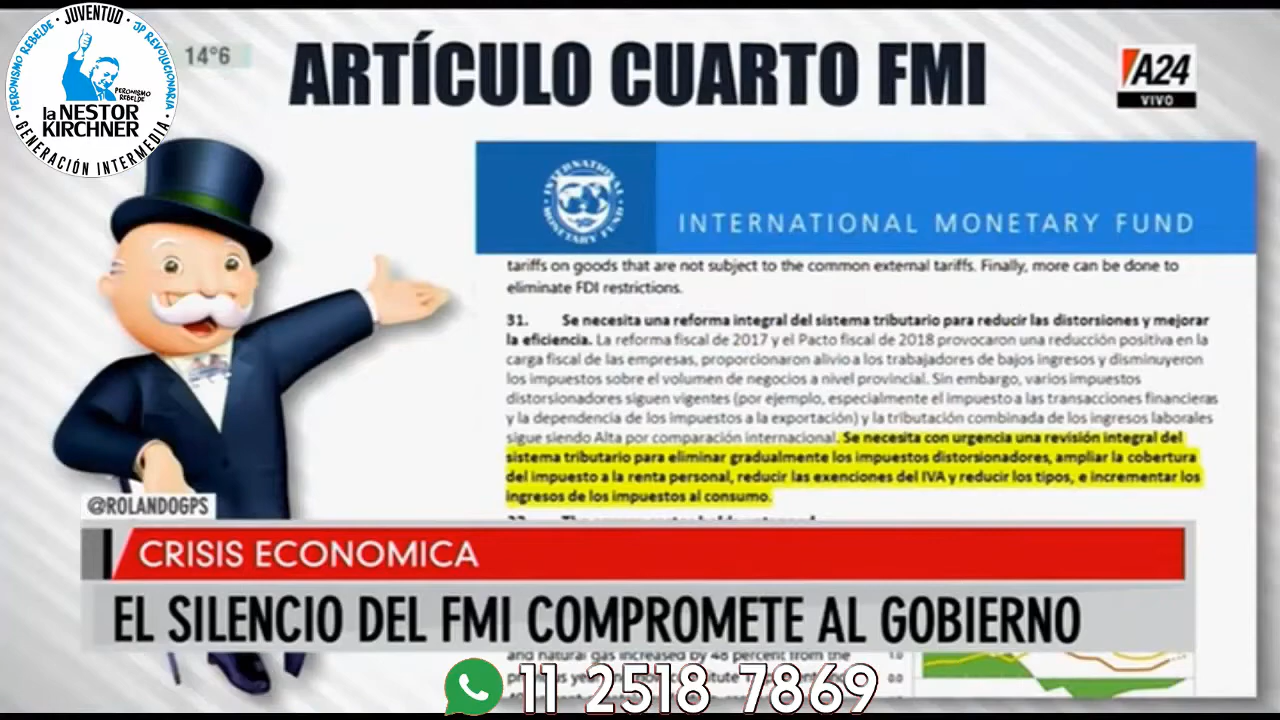 PERONISMO REBELDE · JUVENTUD · JP REVOLUCIONARIA
PERONISMO
REBELDE
la NESTOR
KIRCHNER
· GENERACIÓN INTERMEDIA ·
14°6
ARTÍCULO CUARTO FMI
A24
VIVO
INTERNATIONAL MONETARY FUND
INTERNATIONAL MONETARY FUND
tariffs on goods that are not subject to the common external tariffs. Finally, more can be done to
eliminate FDI restrictions.
31. Se necesita una reforma integral del sistema tributario para reducir las distorsiones y mejorar
la eficiencia. La reforma fiscal de 2017 y el Pacto fiscal de 2018 provocaron una reducción positiva en la
carga fiscal de las empresas, proporcionaron alivio a los trabajadores de bajos ingresos y disminuyeron
los impuestos sobre el volumen de negocios a nivel provincial. Sin embargo, varios impuestos
distorsionadores siguen vigentes (por ejemplo, especialmente el impuesto a las transacciones financieras
y la dependencia de los impuestos a la exportación) y la tributación combinada de los ingresos laborales
sigue siendo Alta por comparación internacional. Se necesita con urgencia una revisión integral del
sistema tributario para eliminar gradualmente los impuestos distorsionadores, ampliar la cobertura
del impuesto a la renta personal, reducir las exenciones del IVA y reducir los tipos, e incrementar los
ingresos de los impuestos al consumo.
@ROLANDOGPS
CRISIS ECONOMICA
EL SILENCIO DEL FMI COMPROMETE AL GOBIERNO
and natural gas increased by 48 percent from the
1.0
0.0
11 2518 7869